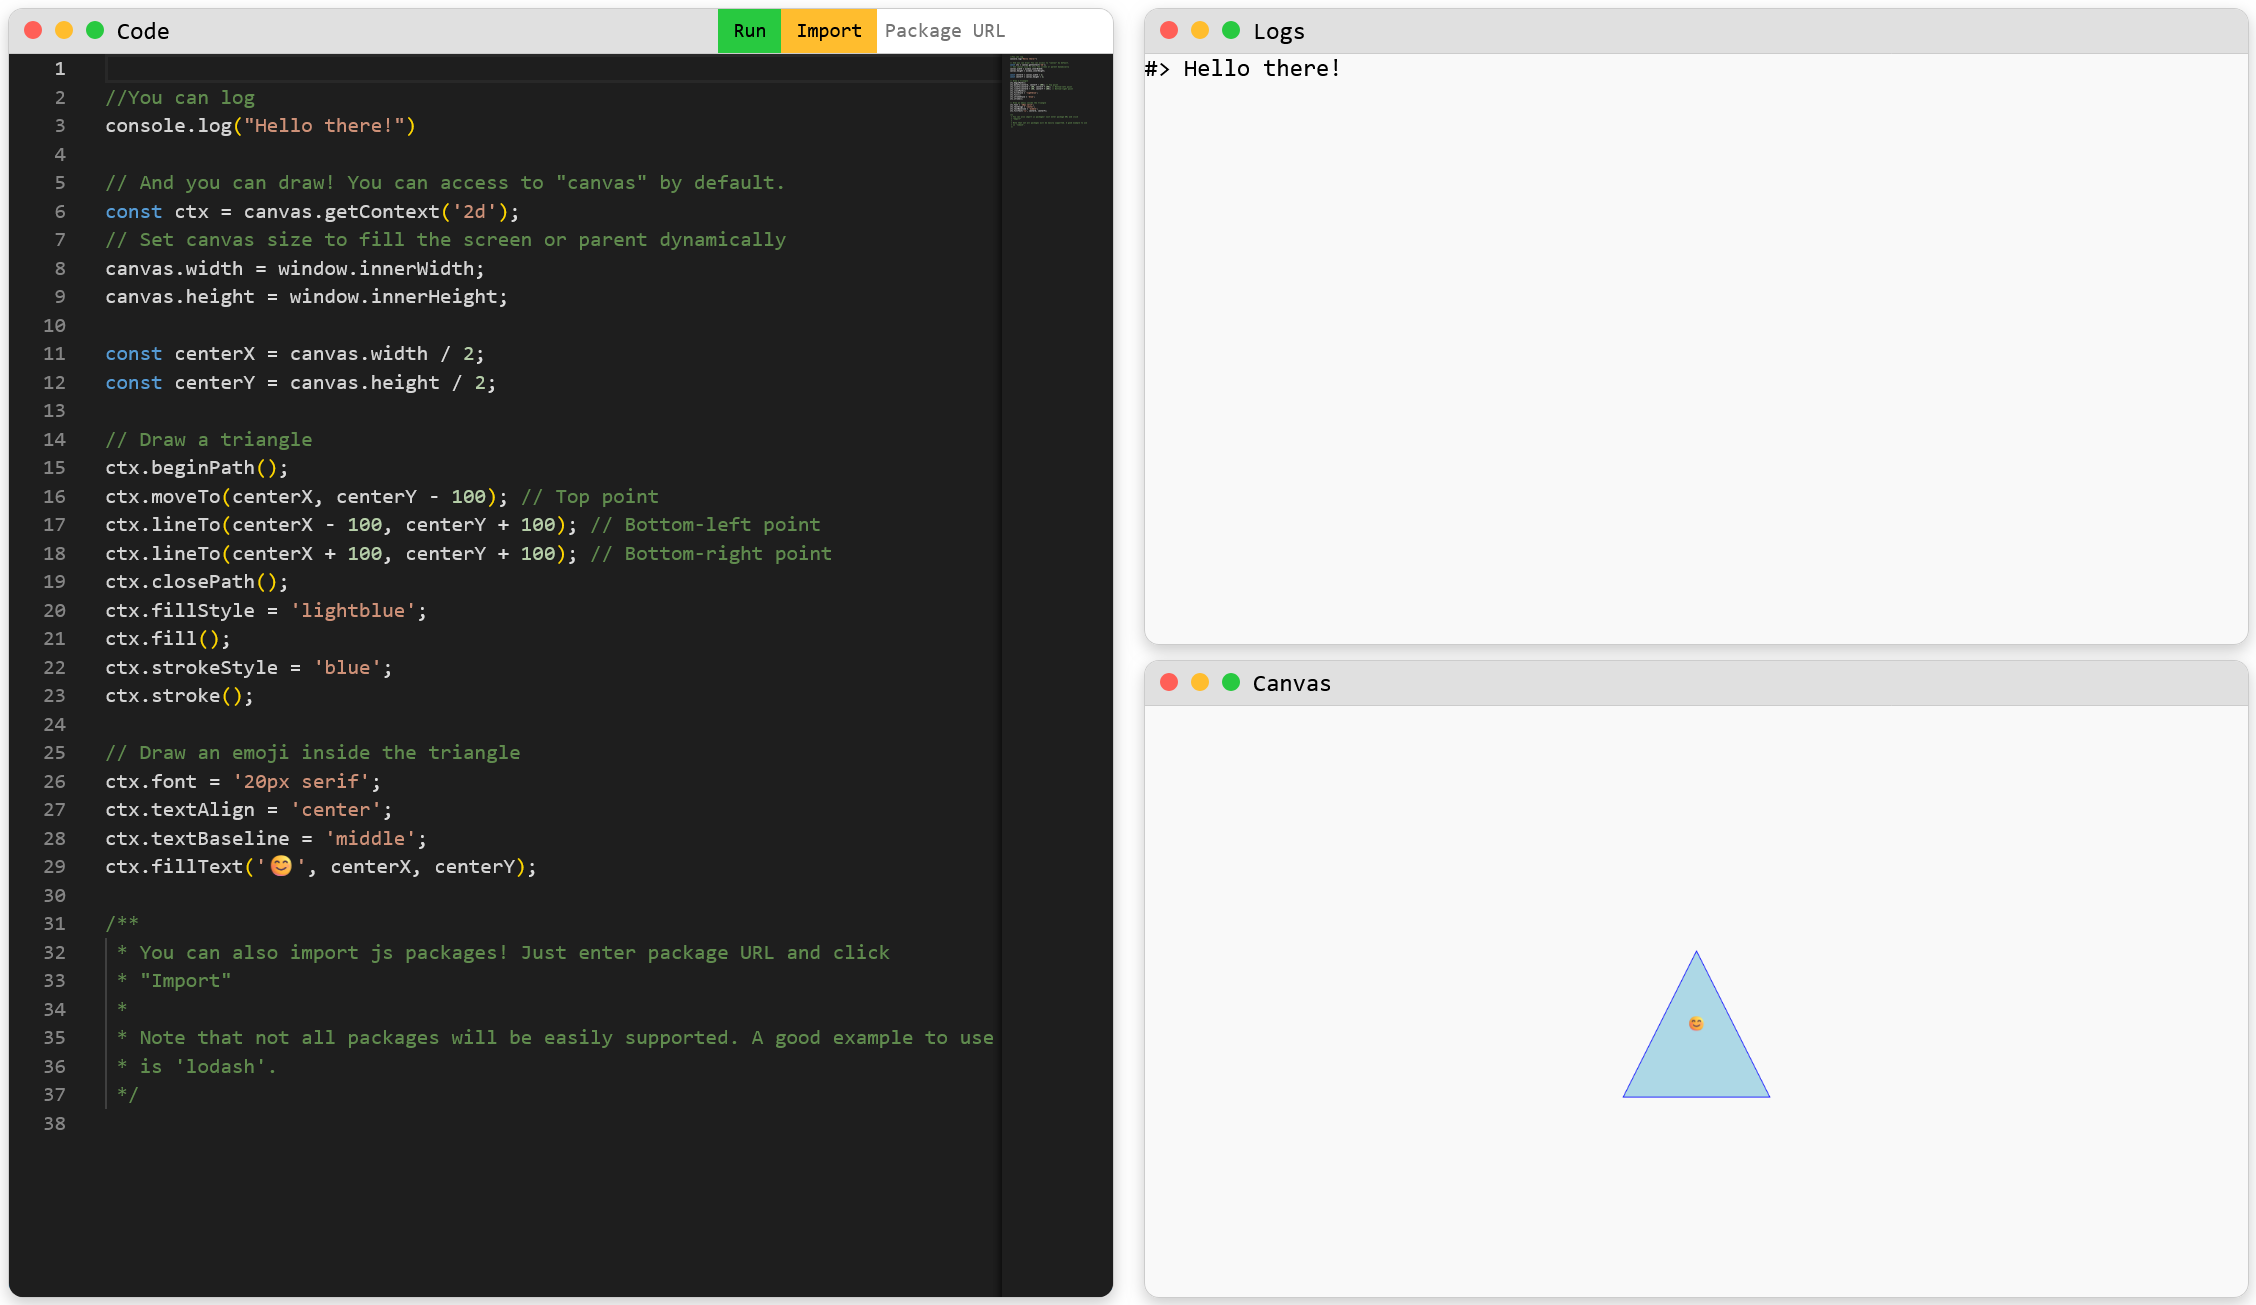 Code
Run
Import
Package URL
1
2 //You can log
3 console.log("Hello there!")
4
5 // And you can draw! You can access to "canvas" by default.
6 const ctx = canvas.getContext('2d');
7 // Set canvas size to fill the screen or parent dynamically
8 canvas.width = window.innerWidth;
9 canvas.height = window.innerHeight;
10
11 const centerX = canvas.width / 2;
12 const centerY = canvas.height / 2;
13
14 // Draw a triangle
15 ctx.beginPath();
16 ctx.moveTo(centerX, centerY - 100); // Top point
17 ctx.lineTo(centerX - 100, centerY + 100); // Bottom-left point
18 ctx.lineTo(centerX + 100, centerY + 100); // Bottom-right point
19 ctx.closePath();
20 ctx.fillStyle = 'lightblue';
21 ctx.fill();
22 ctx.strokeStyle = 'blue';
23 ctx.stroke();
24
25 // Draw an emoji inside the triangle
26 ctx.font = '20px serif';
27 ctx.textAlign = 'center';
28 ctx.textBaseline = 'middle';
29 ctx.fillText('😊', centerX, centerY);
30
31 /**
32 * You can also import js packages! Just enter package URL and click
33 * "Import"
34 *
35 * Note that not all packages will be easily supported. A good example to use
36 * is 'lodash'.
37 */
38
Logs
#> Hello there!
Canvas
😊